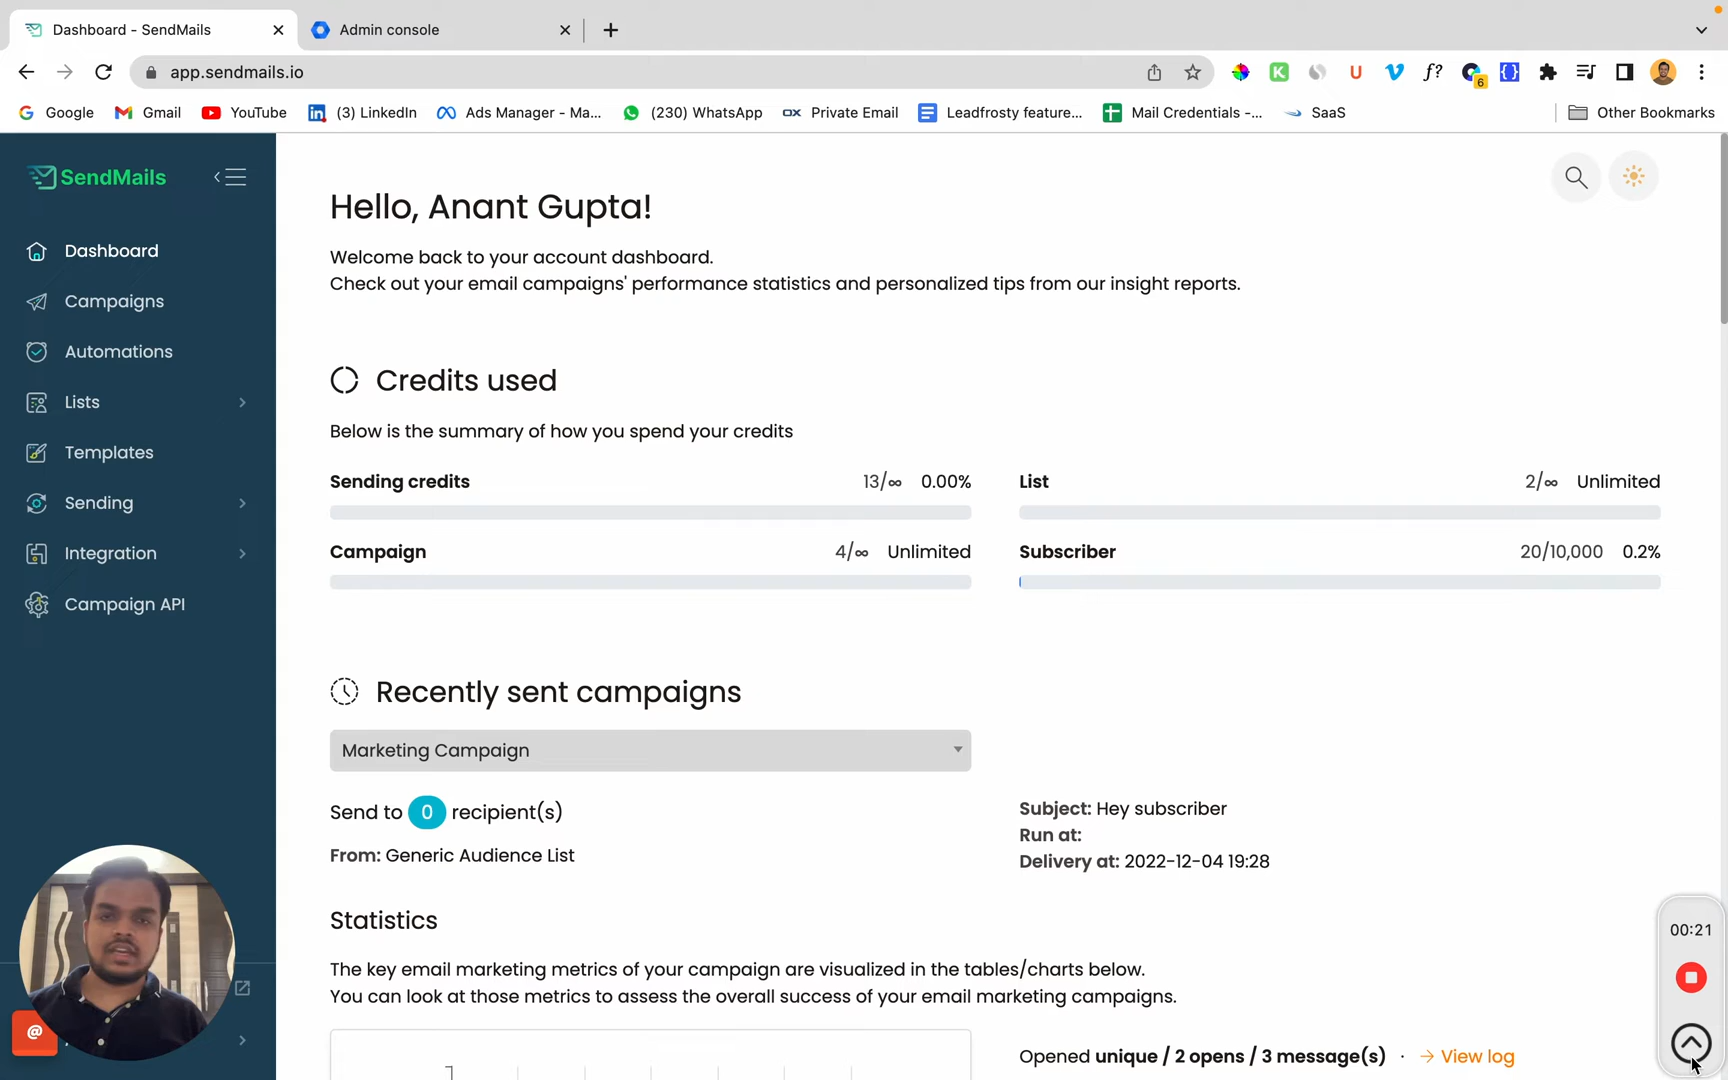 Dashboard - SendMails
Admin console
app.sendmails.io
6
Google
Gmail
YouTube
(3) LinkedIn
Ads Manager - Ma...
(230) WhatsApp
Private Email
Leadfrosty feature...
Mail Credentials -...
SaaS
Other Bookmarks
SendMails
Dashboard
Campaigns
Automations
Lists
Templates
Sending
Integration
Campaign API
Hello, Anant Gupta!
Welcome back to your account dashboard.
Check out your email campaigns' performance statistics and personalized tips from our insight reports.
Credits used
Below is the summary of how you spend your credits
Sending credits 13/∞ 0.00%
List 2/∞ Unlimited
Campaign 4/∞ Unlimited
Subscriber 20/10,000 0.2%
Recently sent campaigns
Marketing Campaign
Send to 0 recipient(s)
From: Generic Audience List
Subject: Hey subscriber
Run at:
Delivery at: 2022-12-04 19:28
Statistics
The key email marketing metrics of your campaign are visualized in the tables/charts below.
You can look at those metrics to assess the overall success of your email marketing campaigns.
Opened unique / 2 opens / 3 message(s) · → View log
00:21